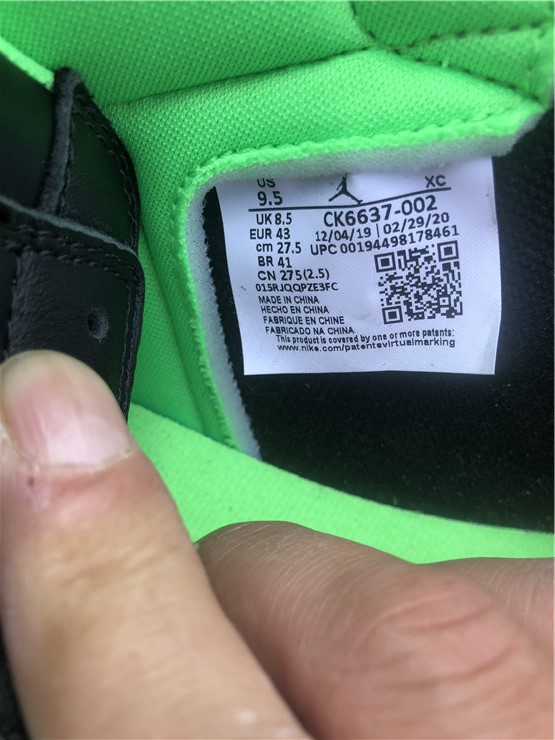 US
9.5
XC
UK 8.5
EUR 43
cm 27.5
BR 41
CN 275(2.5)
015RJQQPZE3FC
CK6637-002
12/04/19 | 02/29/20
UPC 00194498178461
MADE IN CHINA
HECHO EN CHINA
FABRIQUE EN CHINE
FABRICADO NA CHINA
This product is covered by one or more patents:
www.nike.com/patentsvirtualmarking